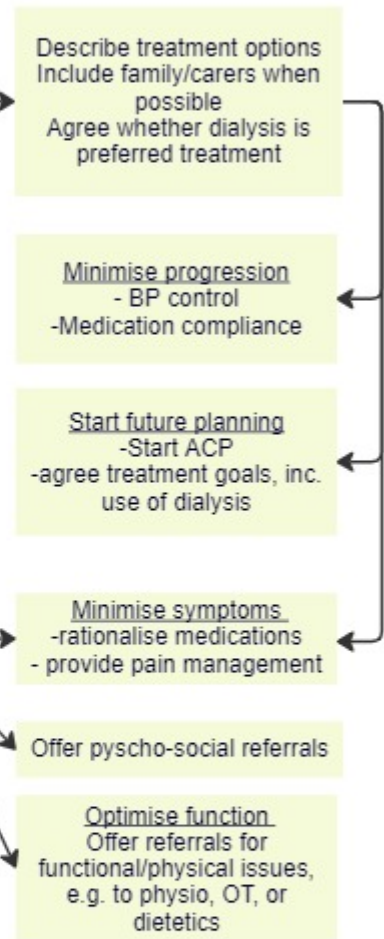 Describe treatment options
Include family/carers when
possible
Agree whether dialysis is
preferred treatment
Minimise progression
- BP control
-Medication compliance
Start future planning
-Start ACP
-agree treatment goals, inc.
use of dialysis
Minimise symptoms
-rationalise medications
- provide pain management
Offer pyscho-social referrals
Optimise function
Offer referrals for
functional/physical issues,
e.g. to physio, OT, or
dietetics